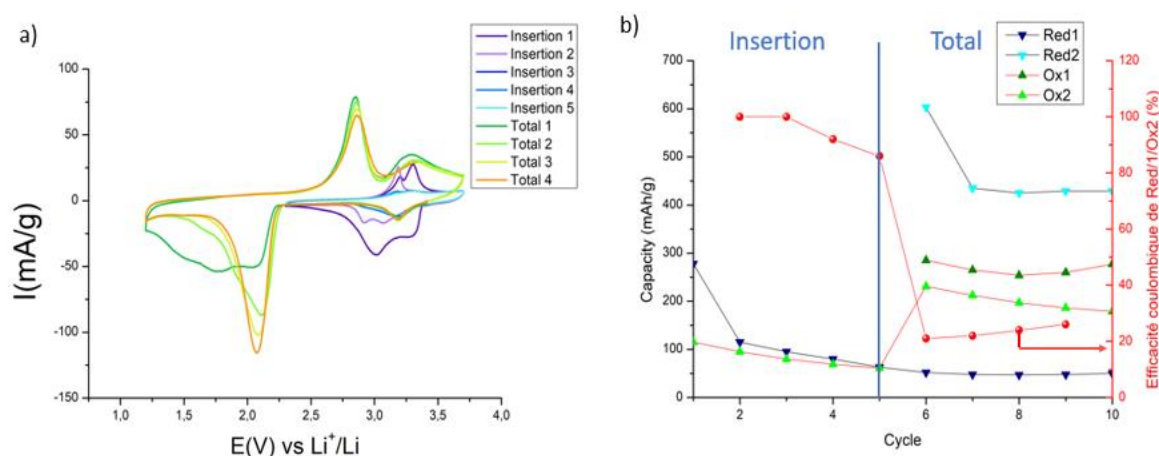 a)
Insertion 1
Insertion 2
Insertion 3
Insertion 4
Insertion 5
Total 1
Total 2
Total 3
Total 4
100
50
0
-50
-100
-150
I(mA/g)
1,0 1,5 2,0 2,5 3,0 3,5 4,0
E(V) vs Li⁺/Li
b)
Insertion Total
Red1
Red2
Ox1
Ox2
700
600
500
400
300
200
100
0
Capacity (mAh/g)
2 4 6 8 10
Cycle
120
100
80
60
40
20
0
Efficacité coulombique de Red/1/Ox2 (%)